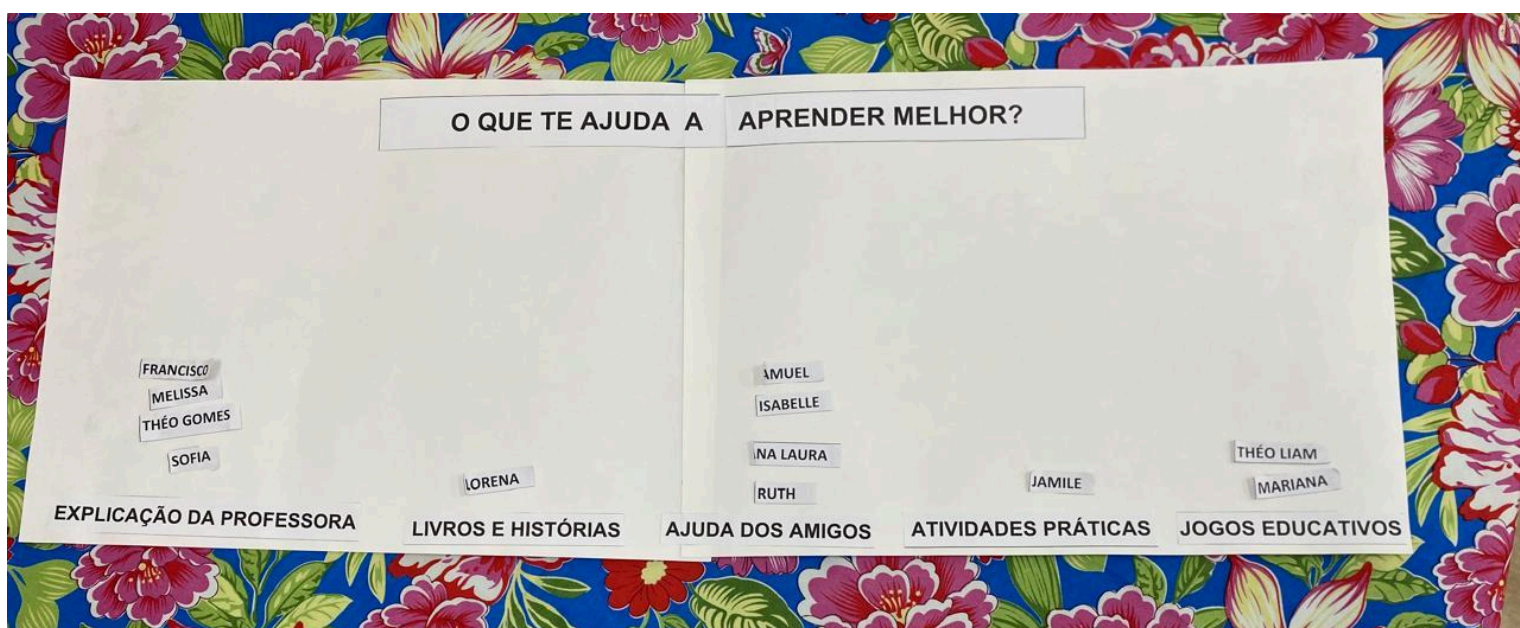 O QUE TE AJUDA A APRENDER MELHOR?
FRANCISCO
MELISSA
THÉO GOMES
SOFIA
EXPLICAÇÃO DA PROFESSORA
LORENA
LIVROS E HISTÓRIAS
AMUEL
ISABELLE
NA LAURA
RUTH
AJUDA DOS AMIGOS
JAMILE
ATIVIDADES PRÁTICAS
THÉO LIAM
MARIANA
JOGOS EDUCATIVOS